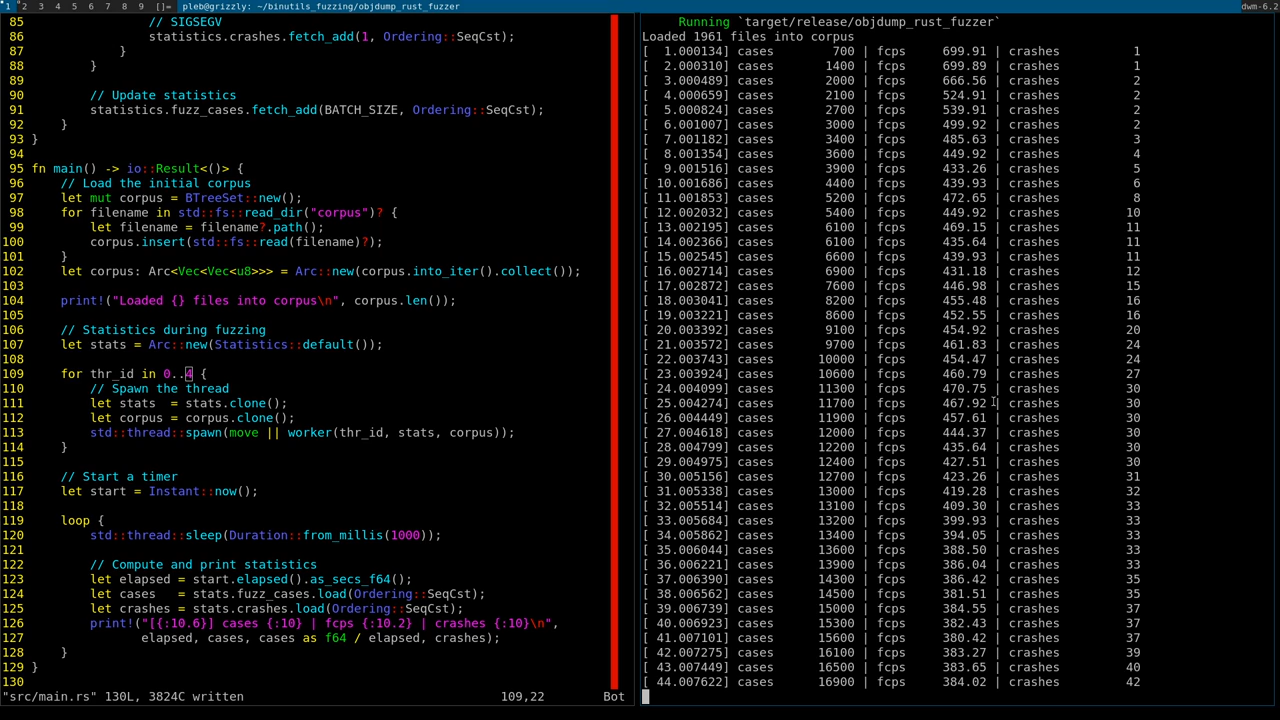 1 2 3 4 5 6 7 8 9 []= pleb@grizzly: ~/binutils_fuzzing/objdump_rust_fuzzer dwm-6.2
85 // SIGSEGV
86 statistics.crashes.fetch_add(1, Ordering::SeqCst);
87 }
88 }
89
90 // Update statistics
91 statistics.fuzz_cases.fetch_add(BATCH_SIZE, Ordering::SeqCst);
92 }
93 }
94
95 fn main() -> io::Result<()> {
96 // Load the initial corpus
97 let mut corpus = BTreeSet::new();
98 for filename in std::fs::read_dir("corpus")? {
99 let filename = filename?.path();
100 corpus.insert(std::fs::read(filename)?);
101 }
102 let corpus: Arc<Vec<Vec<u8>>> = Arc::new(corpus.into_iter().collect());
103
104 print!("Loaded {} files into corpus\n", corpus.len());
105
106 // Statistics during fuzzing
107 let stats = Arc::new(Statistics::default());
108
109 for thr_id in 0..4 {
110 // Spawn the thread
111 let stats  = stats.clone();
112 let corpus = corpus.clone();
113 std::thread::spawn(move || worker(thr_id, stats, corpus));
114 }
115
116 // Start a timer
117 let start = Instant::now();
118
119 loop {
120 std::thread::sleep(Duration::from_millis(1000));
121
122 // Compute and print statistics
123 let elapsed = start.elapsed().as_secs_f64();
124 let cases   = stats.fuzz_cases.load(Ordering::SeqCst);
125 let crashes = stats.crashes.load(Ordering::SeqCst);
126 print!("[{:10.6}] cases {:10} | fcps {:10.2} | crashes {:10}\n",
127 elapsed, cases, cases as f64 / elapsed, crashes);
128 }
129 }
130
"src/main.rs" 130L, 3824C written 109,22 Bot
Running `target/release/objdump_rust_fuzzer`
Loaded 1961 files into corpus
[  1.000134] cases 700 | fcps 699.91 | crashes 1
[  2.000310] cases 1400 | fcps 699.89 | crashes 1
[  3.000489] cases 2000 | fcps 666.56 | crashes 2
[  4.000659] cases 2100 | fcps 524.91 | crashes 2
[  5.000824] cases 2700 | fcps 539.91 | crashes 2
[  6.001007] cases 3000 | fcps 499.92 | crashes 2
[  7.001182] cases 3400 | fcps 485.63 | crashes 3
[  8.001354] cases 3600 | fcps 449.92 | crashes 4
[  9.001516] cases 3900 | fcps 433.26 | crashes 5
[ 10.001686] cases 4400 | fcps 439.93 | crashes 6
[ 11.001853] cases 5200 | fcps 472.65 | crashes 8
[ 12.002032] cases 5400 | fcps 449.92 | crashes 10
[ 13.002195] cases 6100 | fcps 469.15 | crashes 11
[ 14.002366] cases 6100 | fcps 435.64 | crashes 11
[ 15.002545] cases 6600 | fcps 439.93 | crashes 11
[ 16.002714] cases 6900 | fcps 431.18 | crashes 12
[ 17.002872] cases 7600 | fcps 446.98 | crashes 15
[ 18.003041] cases 8200 | fcps 455.48 | crashes 16
[ 19.003221] cases 8600 | fcps 452.55 | crashes 16
[ 20.003392] cases 9100 | fcps 454.92 | crashes 20
[ 21.003572] cases 9700 | fcps 461.83 | crashes 24
[ 22.003743] cases 10000 | fcps 454.47 | crashes 24
[ 23.003924] cases 10600 | fcps 460.79 | crashes 27
[ 24.004099] cases 11300 | fcps 470.75 | crashes 30
[ 25.004274] cases 11700 | fcps 467.92 | crashes 30
[ 26.004449] cases 11900 | fcps 457.61 | crashes 30
[ 27.004618] cases 12000 | fcps 444.37 | crashes 30
[ 28.004799] cases 12200 | fcps 435.64 | crashes 30
[ 29.004975] cases 12400 | fcps 427.51 | crashes 30
[ 30.005156] cases 12700 | fcps 423.26 | crashes 31
[ 31.005338] cases 13000 | fcps 419.28 | crashes 32
[ 32.005514] cases 13100 | fcps 409.30 | crashes 33
[ 33.005684] cases 13200 | fcps 399.93 | crashes 33
[ 34.005862] cases 13400 | fcps 394.05 | crashes 33
[ 35.006044] cases 13600 | fcps 388.50 | crashes 33
[ 36.006221] cases 13900 | fcps 386.04 | crashes 33
[ 37.006390] cases 14300 | fcps 386.42 | crashes 35
[ 38.006562] cases 14500 | fcps 381.51 | crashes 35
[ 39.006739] cases 15000 | fcps 384.55 | crashes 37
[ 40.006923] cases 15300 | fcps 382.43 | crashes 37
[ 41.007101] cases 15600 | fcps 380.42 | crashes 37
[ 42.007275] cases 16100 | fcps 383.27 | crashes 39
[ 43.007449] cases 16500 | fcps 383.65 | crashes 40
[ 44.007622] cases 16900 | fcps 384.02 | crashes 42